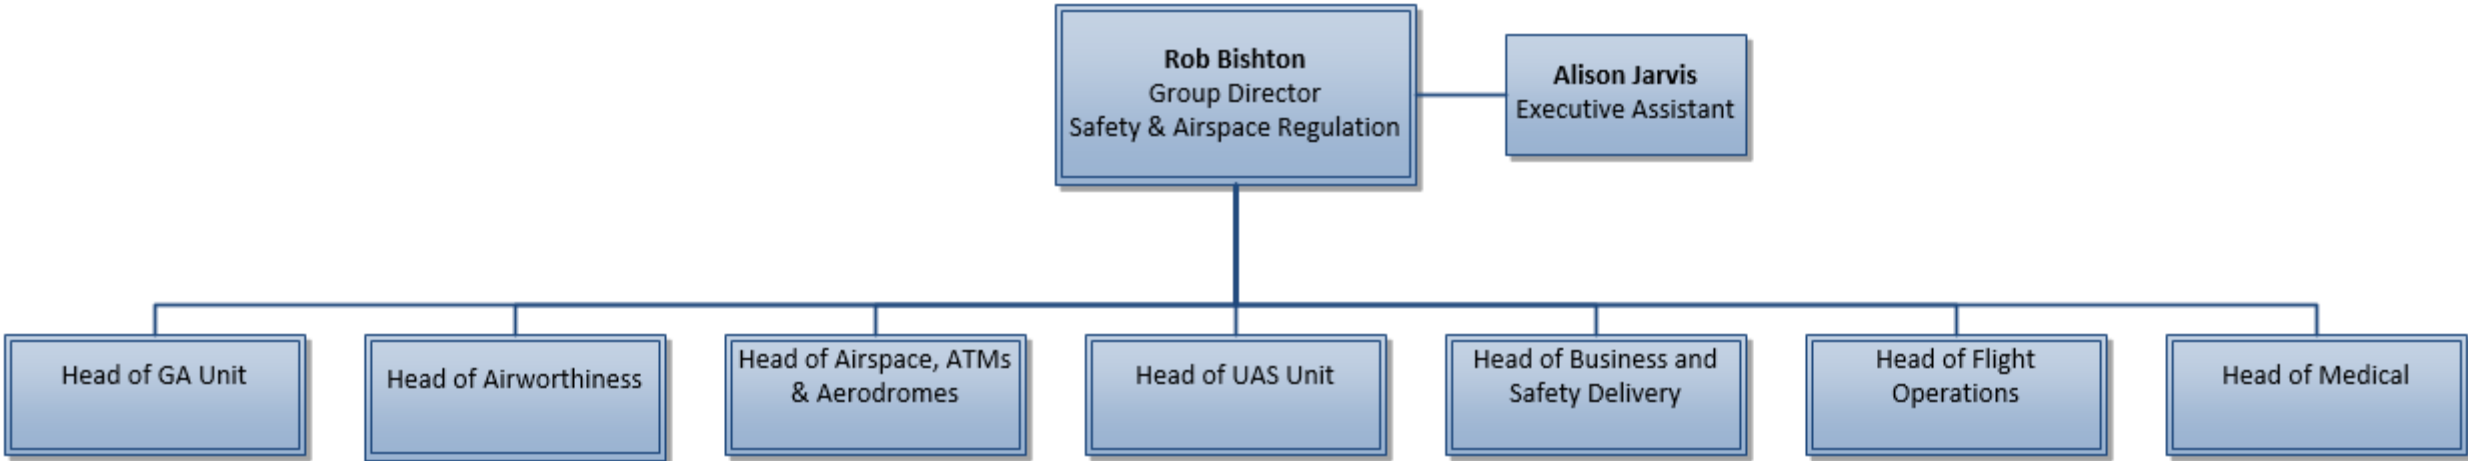 Rob Bishton
Group Director
Safety & Airspace Regulation
Alison Jarvis
Executive Assistant
Head of GA Unit
Head of Airworthiness
Head of Airspace, ATMs
& Aerodromes
Head of UAS Unit
Head of Business and
Safety Delivery
Head of Flight
Operations
Head of Medical